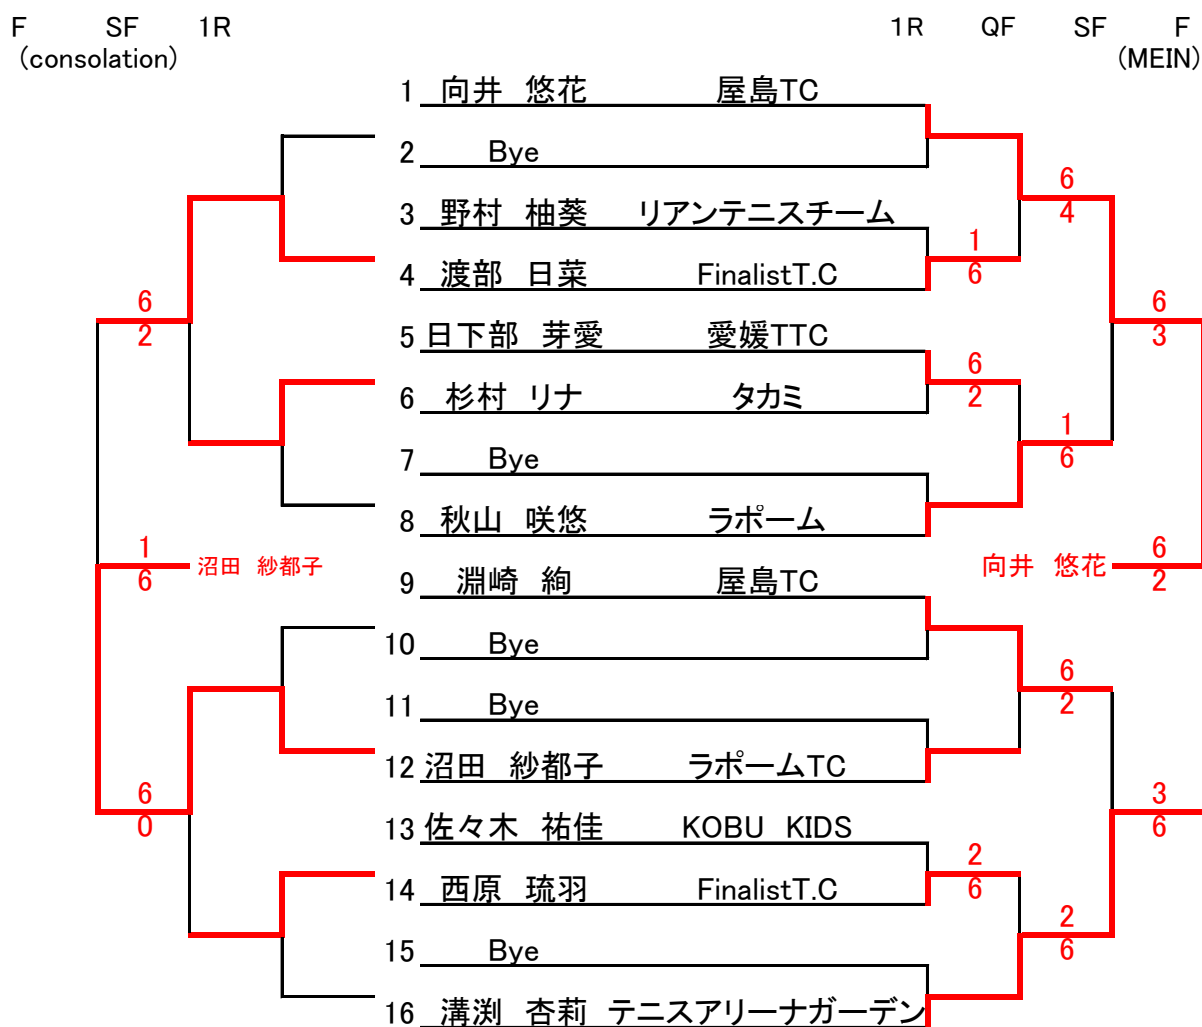 F SF 1R 1R QF SF F
(consolation) (MEIN)
1 向井 悠花 屋島TC
2 Bye
6
4
3 野村 柚葵 リアンテニスチーム
1
6
4 渡部 日菜 FinalistT.C
6
2
6
3
5 日下部 芽愛 愛媛TTC
6
2
6 杉村 リナ タカミ
1
6
7 Bye
8 秋山 咲悠 ラポーム
1
6
沼田 紗都子
向井 悠花
6
2
9 淵崎 絢 屋島TC
10 Bye
6
2
11 Bye
12 沼田 紗都子 ラポームTC
6
0
3
6
13 佐々木 祐佳 KOBU KIDS
2
6
14 西原 琉羽 FinalistT.C
2
6
15 Bye
16 溝渕 杏莉 テニスアリーナガーデン